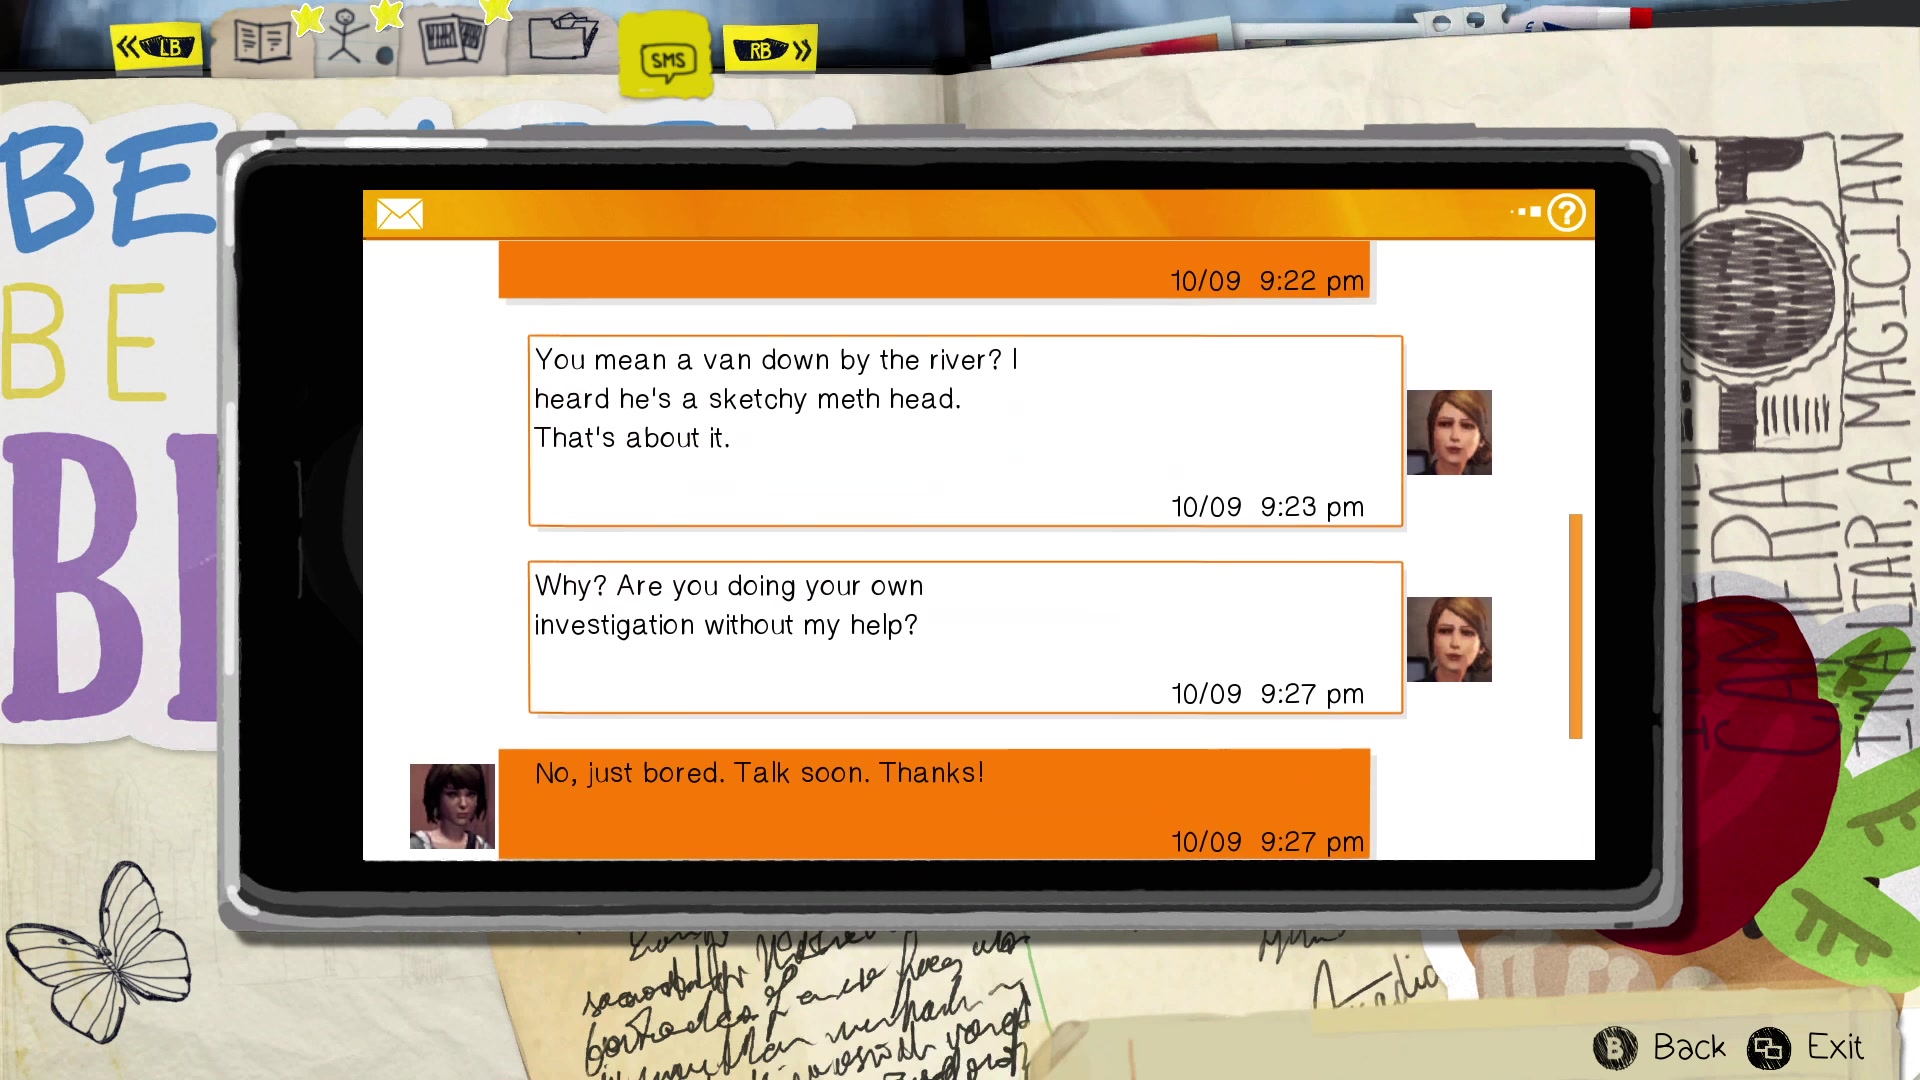 LB
SMS
RB
BE
BE
?
10/09 9:22 pm
You mean a van down by the river? I
heard he's a sketchy meth head.
That's about it.
10/09 9:23 pm
Why? Are you doing your own
investigation without my help?
10/09 9:27 pm
No, just bored. Talk soon. Thanks!
10/09 9:27 pm
CAMERA
I'M A LIAR, A MAGICIAN
B Back
Exit